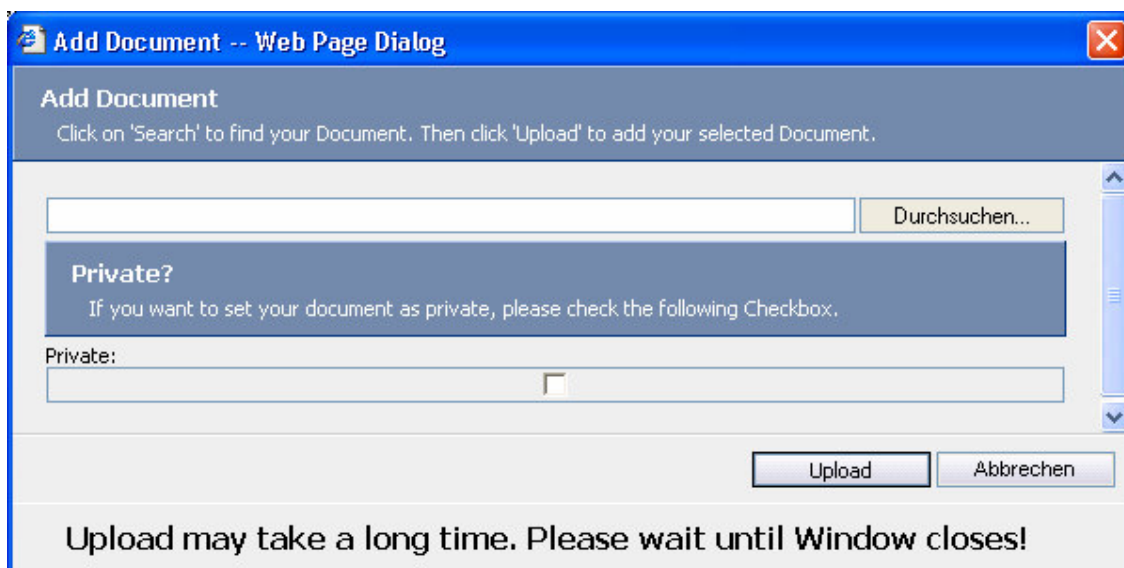 Add Document -- Web Page Dialog
Add Document
Click on 'Search' to find your Document. Then click 'Upload' to add your selected Document.
Durchsuchen...
Private?
If you want to set your document as private, please check the following Checkbox.
Private:
Upload Abbrechen
Upload may take a long time. Please wait until Window closes!